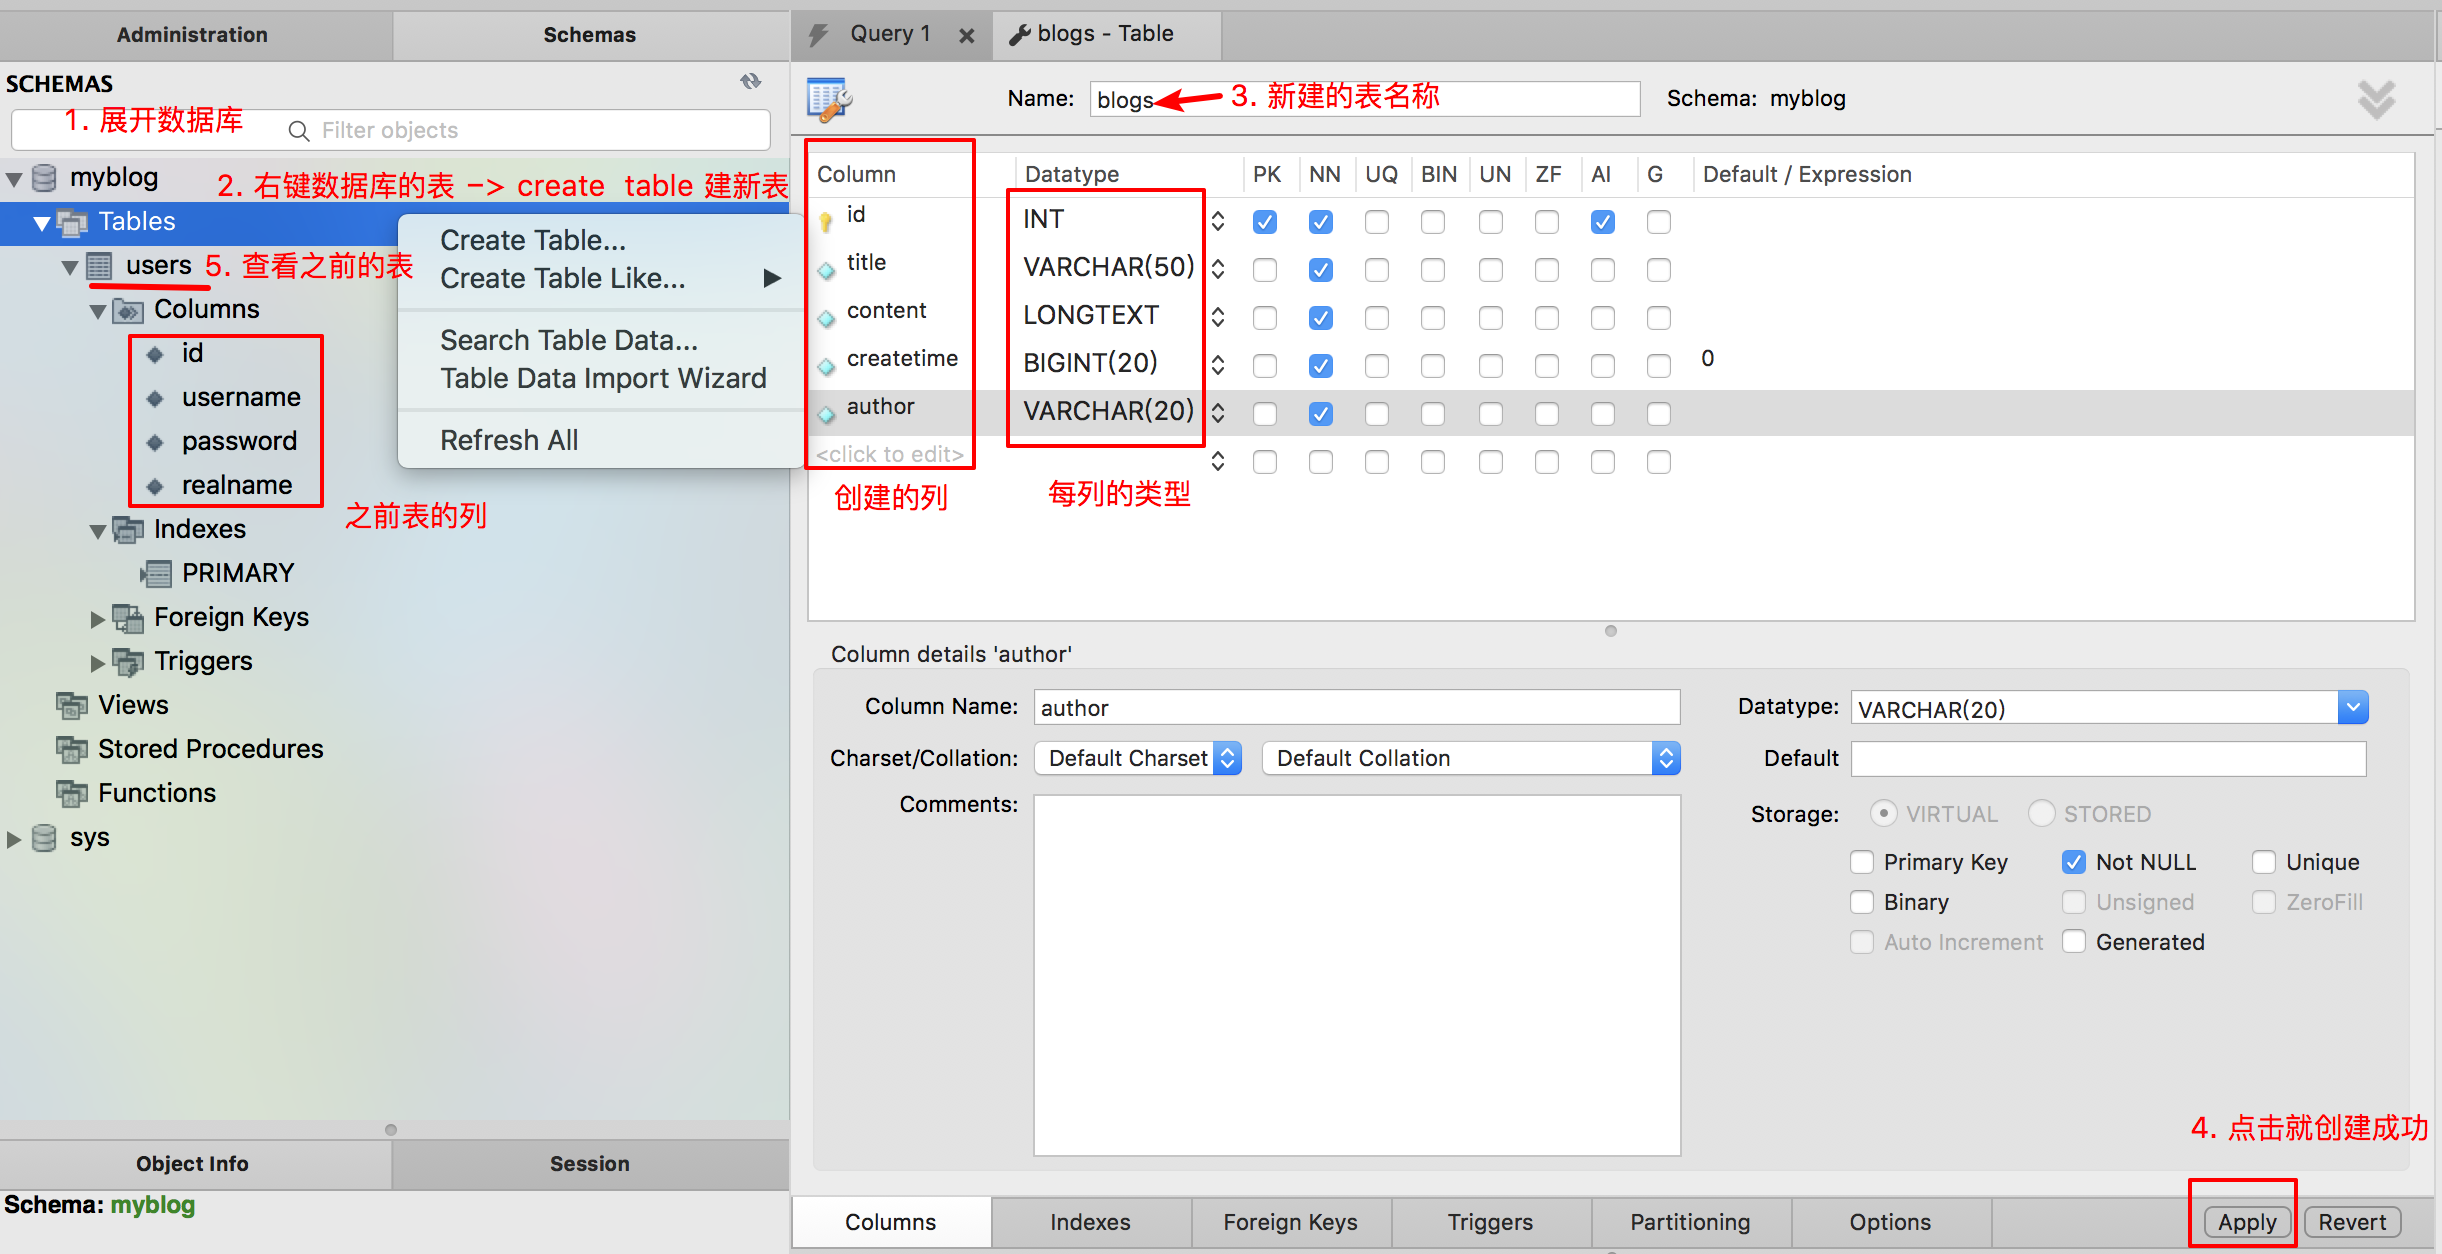 Administration
Schemas
SCHEMAS
1. 展开数据库
Filter objects
myblog
2. 右键数据库的表 -> create table 建新表
Tables
users
5. 查看之前的表
Columns
id
username
password
realname
之前表的列
Indexes
PRIMARY
Foreign Keys
Triggers
Views
Stored Procedures
Functions
sys
Create Table...
Create Table Like...
Search Table Data...
Table Data Import Wizard
Refresh All
Object Info
Session
Schema: myblog
Query 1
blogs - Table
Name: blogs
3. 新建的表名称
Schema: myblog
Column Datatype PK NN UQ BIN UN ZF AI G Default / Expression
id INT
title VARCHAR(50)
content LONGTEXT
createtime BIGINT(20) 0
author VARCHAR(20)
<click to edit>
创建的列
每列的类型
Column details 'author'
Column Name: author
Datatype: VARCHAR(20)
Charset/Collation: Default Charset Default Collation
Default
Comments:
Storage: VIRTUAL STORED
Primary Key Not NULL Unique
Binary Unsigned ZeroFill
Auto Increment Generated
4. 点击就创建成功
Columns Indexes Foreign Keys Triggers Partitioning Options Apply Revert